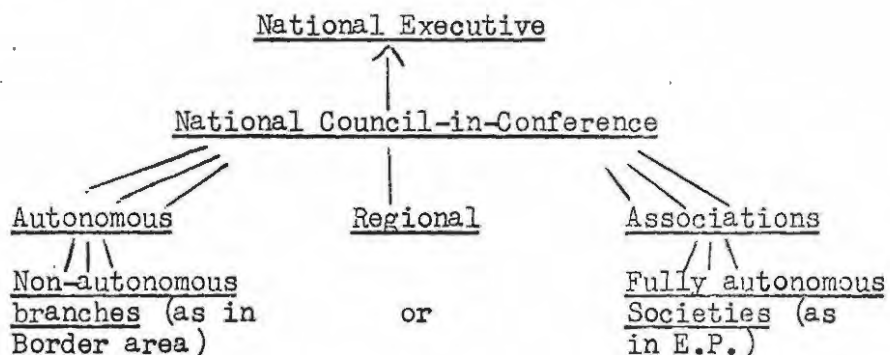 National Executive
National Council-in-Conference
Autonomous Regional Associations
Non-autonomous Fully autonomous
branches (as in or Societies (as
Border area) in E.P.)